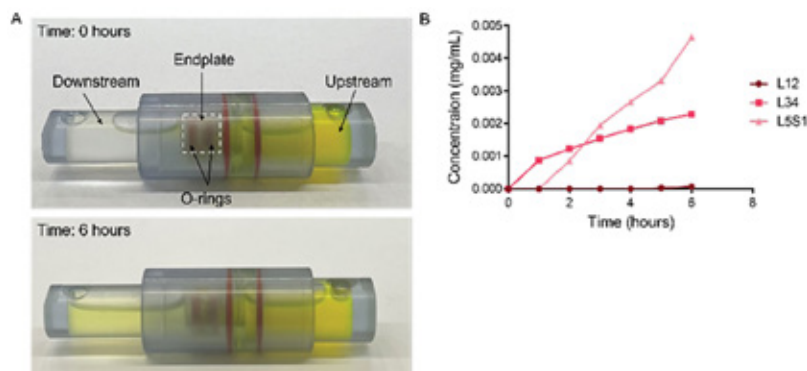 A
Time: 0 hours
Endplate
Downstream
Upstream
O-rings
Time: 6 hours
B
Concentraion (mg/mL)
0.005
0.004
0.003
0.002
0.001
0.000
0 2 4 6 8
Time (hours)
L12
L34
L5S1